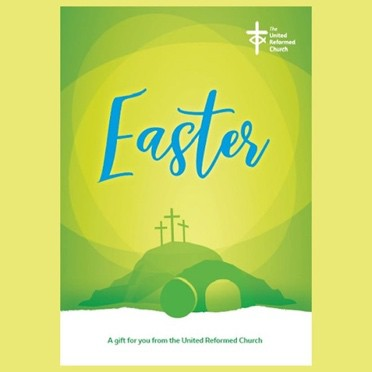 The
United
Reformed
Church
Easter
A gift for you from the United Reformed Church